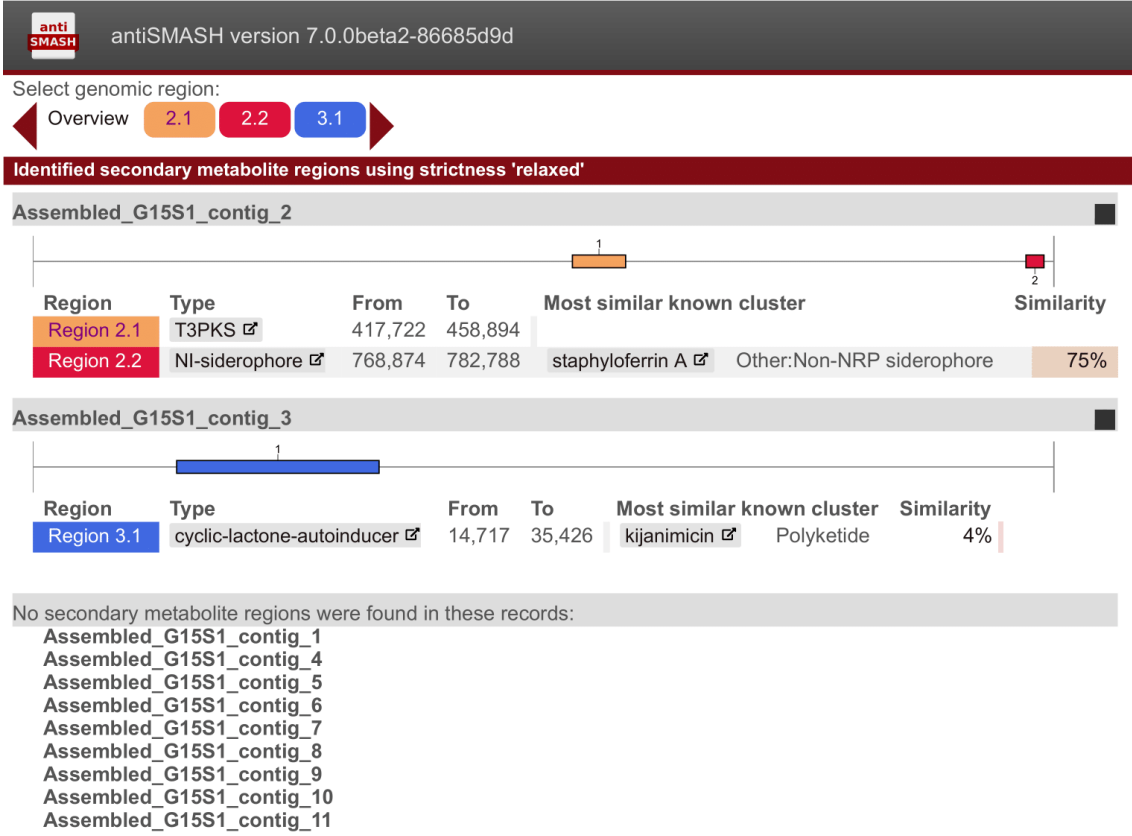 anti
SMASH
antiSMASH version 7.0.0beta2-86685d9d
Select genomic region:
Overview 2.1 2.2 3.1
Identified secondary metabolite regions using strictness 'relaxed'
Assembled_G15S1_contig_2
1
2
Region Type From To Most similar known cluster Similarity
Region 2.1 T3PKS 417,722 458,894
Region 2.2 NI-siderophore 768,874 782,788 staphyloferrin A Other:Non-NRP siderophore 75%
Assembled_G15S1_contig_3
1
Region Type From To Most similar known cluster Similarity
Region 3.1 cyclic-lactone-autoinducer 14,717 35,426 kijanimicin Polyketide 4%
No secondary metabolite regions were found in these records:
Assembled_G15S1_contig_1
Assembled_G15S1_contig_4
Assembled_G15S1_contig_5
Assembled_G15S1_contig_6
Assembled_G15S1_contig_7
Assembled_G15S1_contig_8
Assembled_G15S1_contig_9
Assembled_G15S1_contig_10
Assembled_G15S1_contig_11